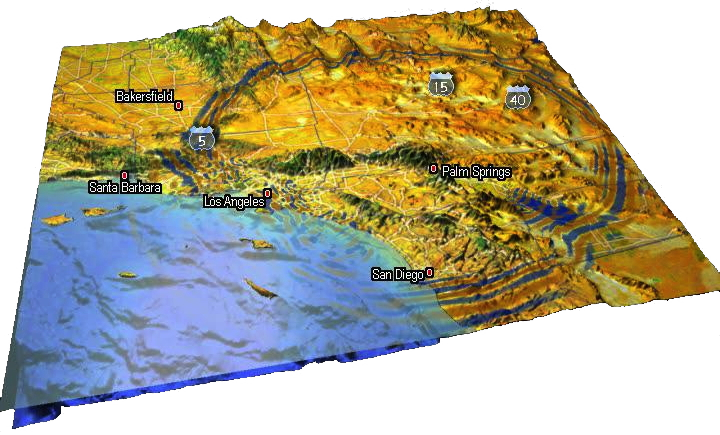 15
40
Bakersfield
5
Palm Springs
Santa Barbara
Los Angeles
San Diego